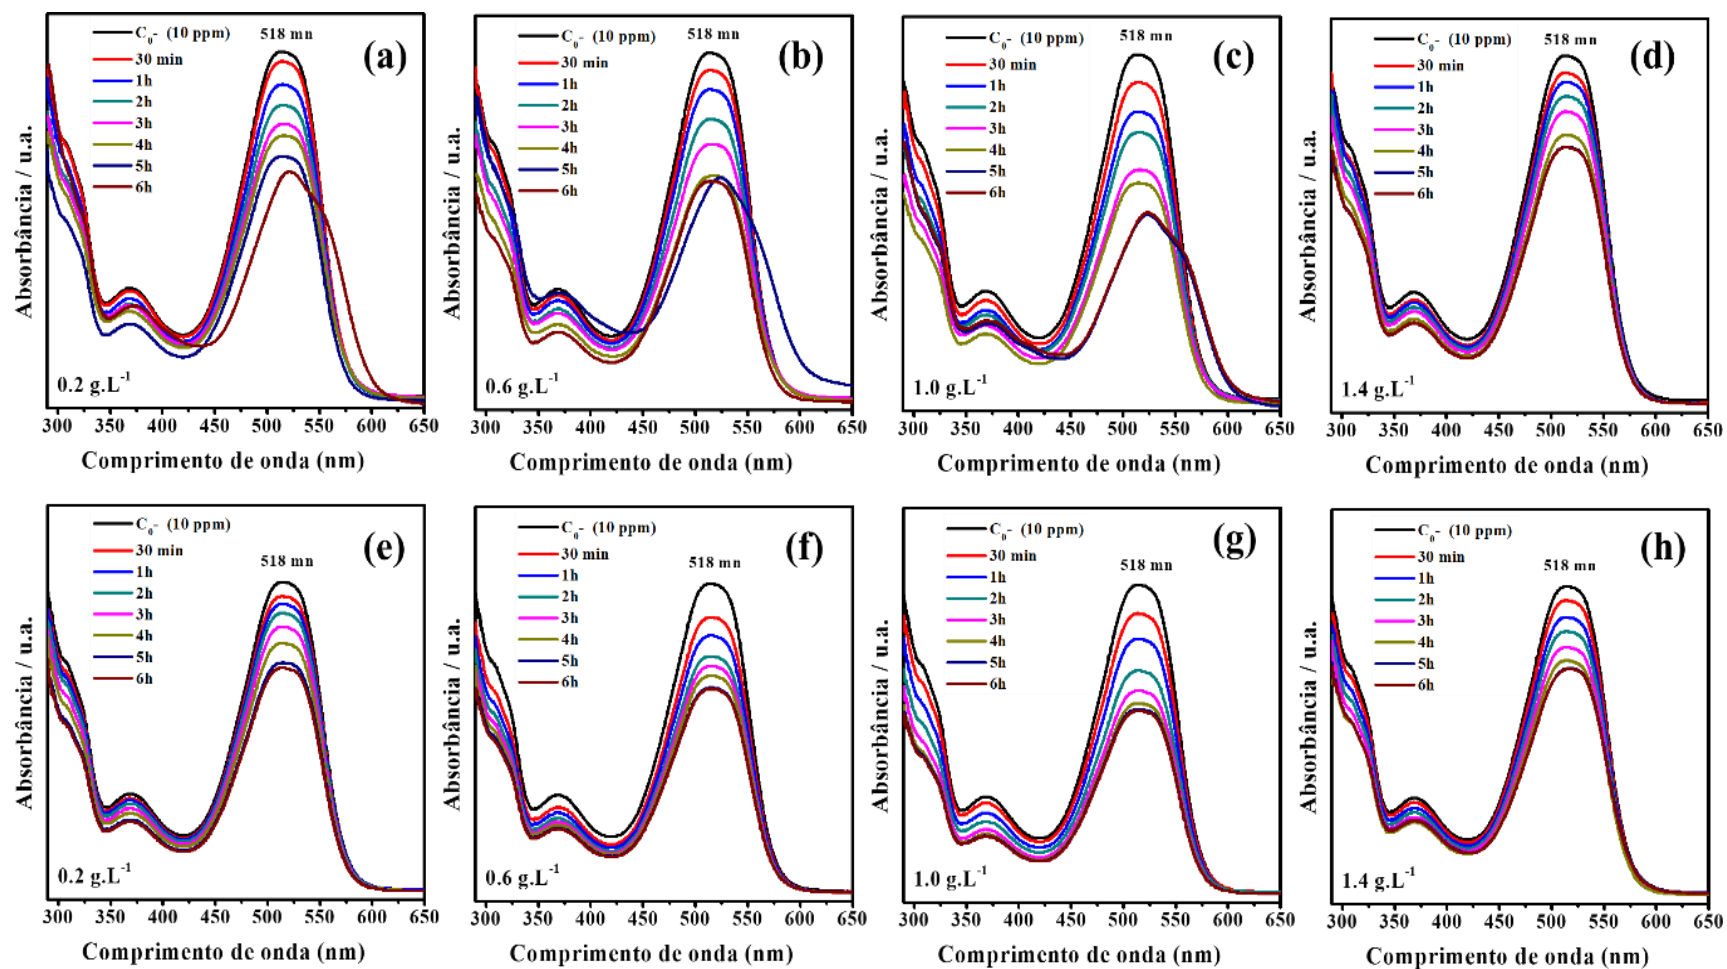 Absorbância / u.a.
C0- (10 ppm)
30 min
1h
2h
3h
4h
5h
6h
518 mn
(a)
0.2 g.L-1
300 350 400 450 500 550 600 650
Comprimento de onda (nm)
Absorbância / u.a.
C0- (10 ppm)
30 min
1h
2h
3h
4h
5h
6h
518 mn
(b)
0.6 g.L-1
300 350 400 450 500 550 600 650
Comprimento de onda (nm)
Absorbância / u.a.
C0- (10 ppm)
30 min
1h
2h
3h
4h
5h
6h
518 mn
(c)
1.0 g.L-1
300 350 400 450 500 550 600 650
Comprimento de onda (nm)
Absorbância / u.a.
C0- (10 ppm)
30 min
1h
2h
3h
4h
5h
6h
518 mn
(d)
1.4 g.L-1
300 350 400 450 500 550 600 650
Comprimento de onda (nm)
Absorbância / u.a.
C0- (10 ppm)
30 min
1h
2h
3h
4h
5h
6h
518 mn
(e)
0.2 g.L-1
300 350 400 450 500 550 600 650
Comprimento de onda (nm)
Absorbância / u.a.
C0- (10 ppm)
30 min
1h
2h
3h
4h
5h
6h
518 mn
(f)
0.6 g.L-1
300 350 400 450 500 550 600 650
Comprimento de onda (nm)
Absorbância / u.a.
C0- (10 ppm)
30 min
1h
2h
3h
4h
5h
6h
518 mn
(g)
1.0 g.L-1
300 350 400 450 500 550 600 650
Comprimento de onda (nm)
Absorbância / u.a.
C0- (10 ppm)
30 min
1h
2h
3h
4h
5h
6h
518 mn
(h)
1.4 g.L-1
300 350 400 450 500 550 600 650
Comprimento de onda (nm)